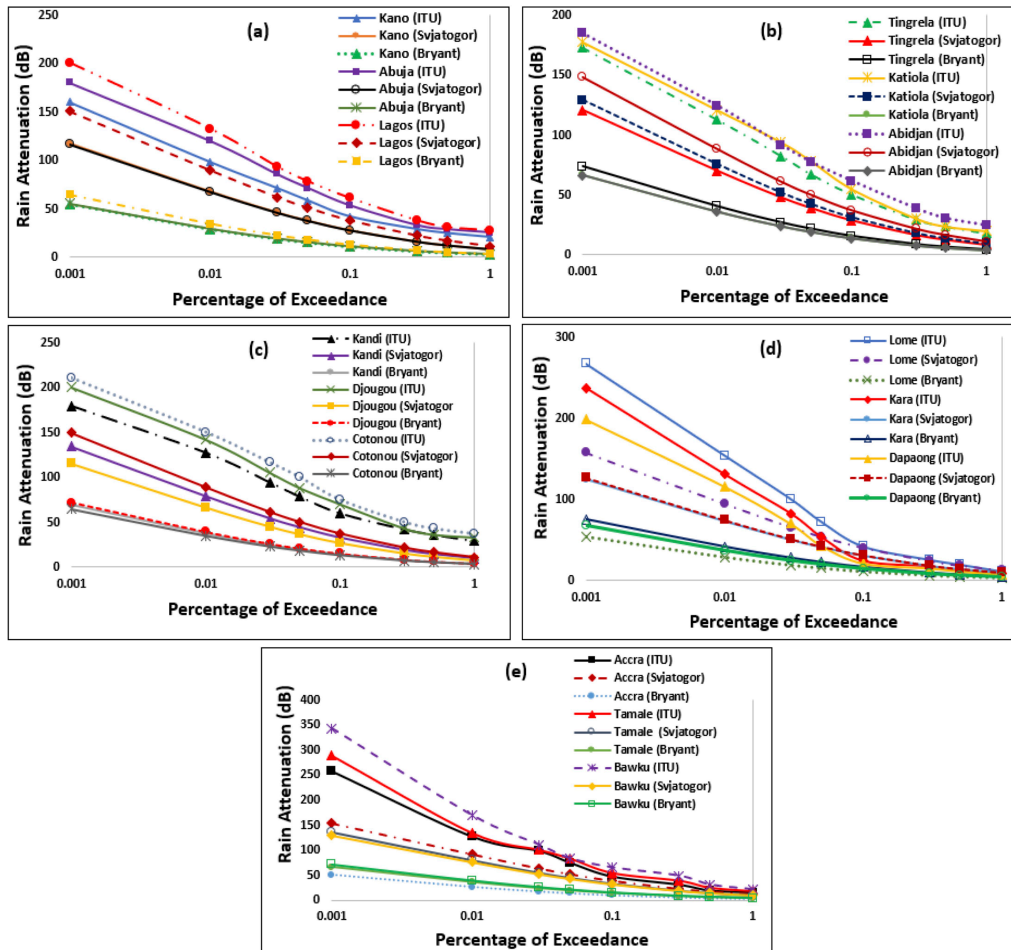 (a)
Rain Attenuation (dB)
250
200
150
100
50
0
0.001 0.01 0.1 1
Percentage of Exceedance
Kano (ITU)
Kano (Svjatogor)
Kano (Bryant)
Abuja (ITU)
Abuja (Svjatogor)
Abuja (Bryant)
Lagos (ITU)
Lagos (Svjatogor)
Lagos (Bryant)
(b)
Rain Attenuation (dB)
200
150
100
50
0
0.001 0.01 0.1 1
Percentage of Exceedance
Tingrela (ITU)
Tingrela (Svjatogor)
Tingrela (Bryant)
Katiola (ITU)
Katiola (Svjatogor)
Katiola (Bryant)
Abidjan (ITU)
Abidjan (Svjatogor)
Abidjan (Bryant)
(c)
Rain Attenuation (dB)
250
200
150
100
50
0
0.001 0.01 0.1 1
Percentage of Exceedance
Kandi (ITU)
Kandi (Svjatogor)
Kandi (Bryant)
Djougou (ITU)
Djougou (Svjatogor
Djougou (Bryant)
Cotonou (ITU)
Cotonou (Svjatogor)
Cotonou (Bryant)
(d)
Rain Attenuation (dB)
300
200
100
0
0.001 0.01 0.1 1
Percentage of Exceedance
Lome (ITU)
Lome (Svjatogor)
Lome (Bryant)
Kara (ITU)
Kara (Svjatogor)
Kara (Bryant)
Dapaong (ITU)
Dapaong (Svjatogor)
Dapaong (Bryant)
(e)
Rain Attenuation (dB)
400
350
300
250
200
150
100
50
0
0.001 0.01 0.1 1
Percentage of Exceedance
Accra (ITU)
Accra (Svjatogor)
Accra (Bryant)
Tamale (ITU)
Tamale (Svjatogor)
Tamale (Bryant)
Bawku (ITU)
Bawku (Svjatogor)
Bawku (Bryant)